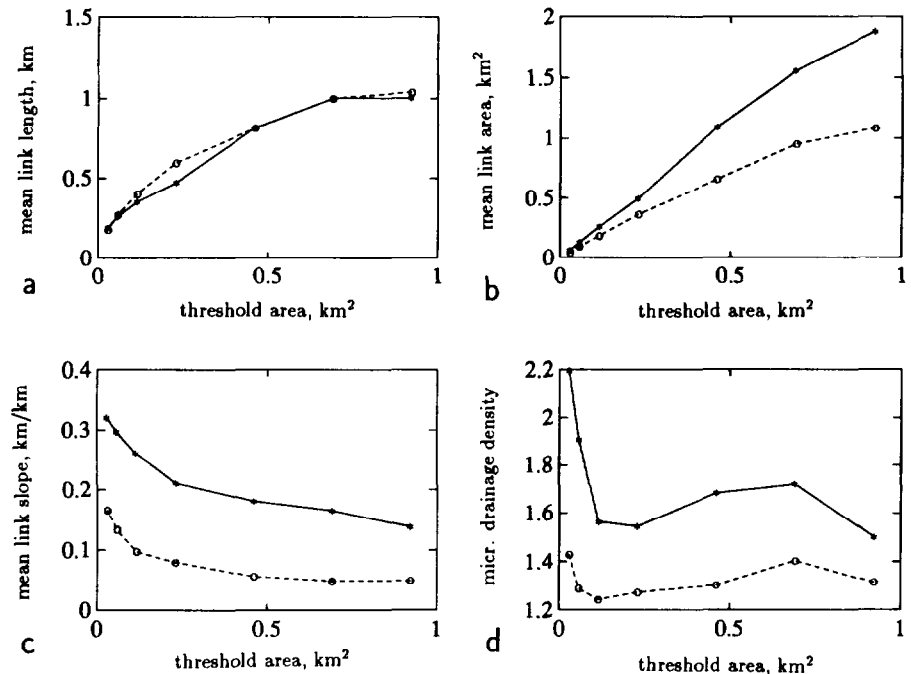 1.5
1
0.5
0
0
0.5
1
mean link length, km
threshold area, km²
a
2
1.5
1
0.5
0
0
0.5
1
mean link area, km²
threshold area, km²
b
0.4
0.3
0.2
0.1
0
0
0.5
1
mean link slope, km/km
threshold area, km²
c
2.2
2
1.8
1.6
1.4
1.2
0
0.5
1
micr. drainage density
threshold area, km²
d